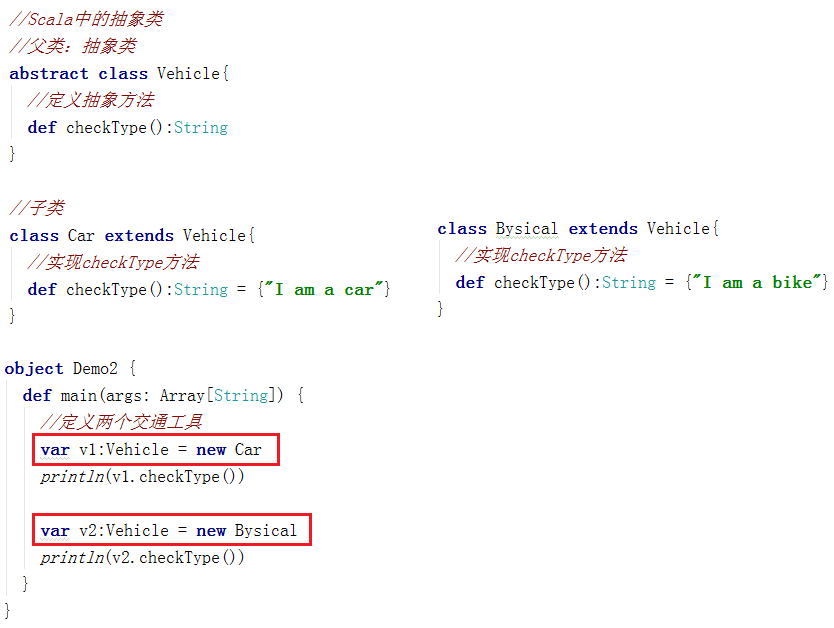 //Scala中的抽象类
//父类：抽象类
abstract class Vehicle{
//定义抽象方法
def checkType():String
}
//子类
class Car extends Vehicle{
//实现checkType方法
def checkType():String = {"I am a car"}
}
class Bysical extends Vehicle{
//实现checkType方法
def checkType():String = {"I am a bike"}
}
object Demo2 {
def main(args: Array[String]) {
//定义两个交通工具
var v1:Vehicle = new Car
println(v1.checkType())
var v2:Vehicle = new Bysical
println(v2.checkType())
}
}